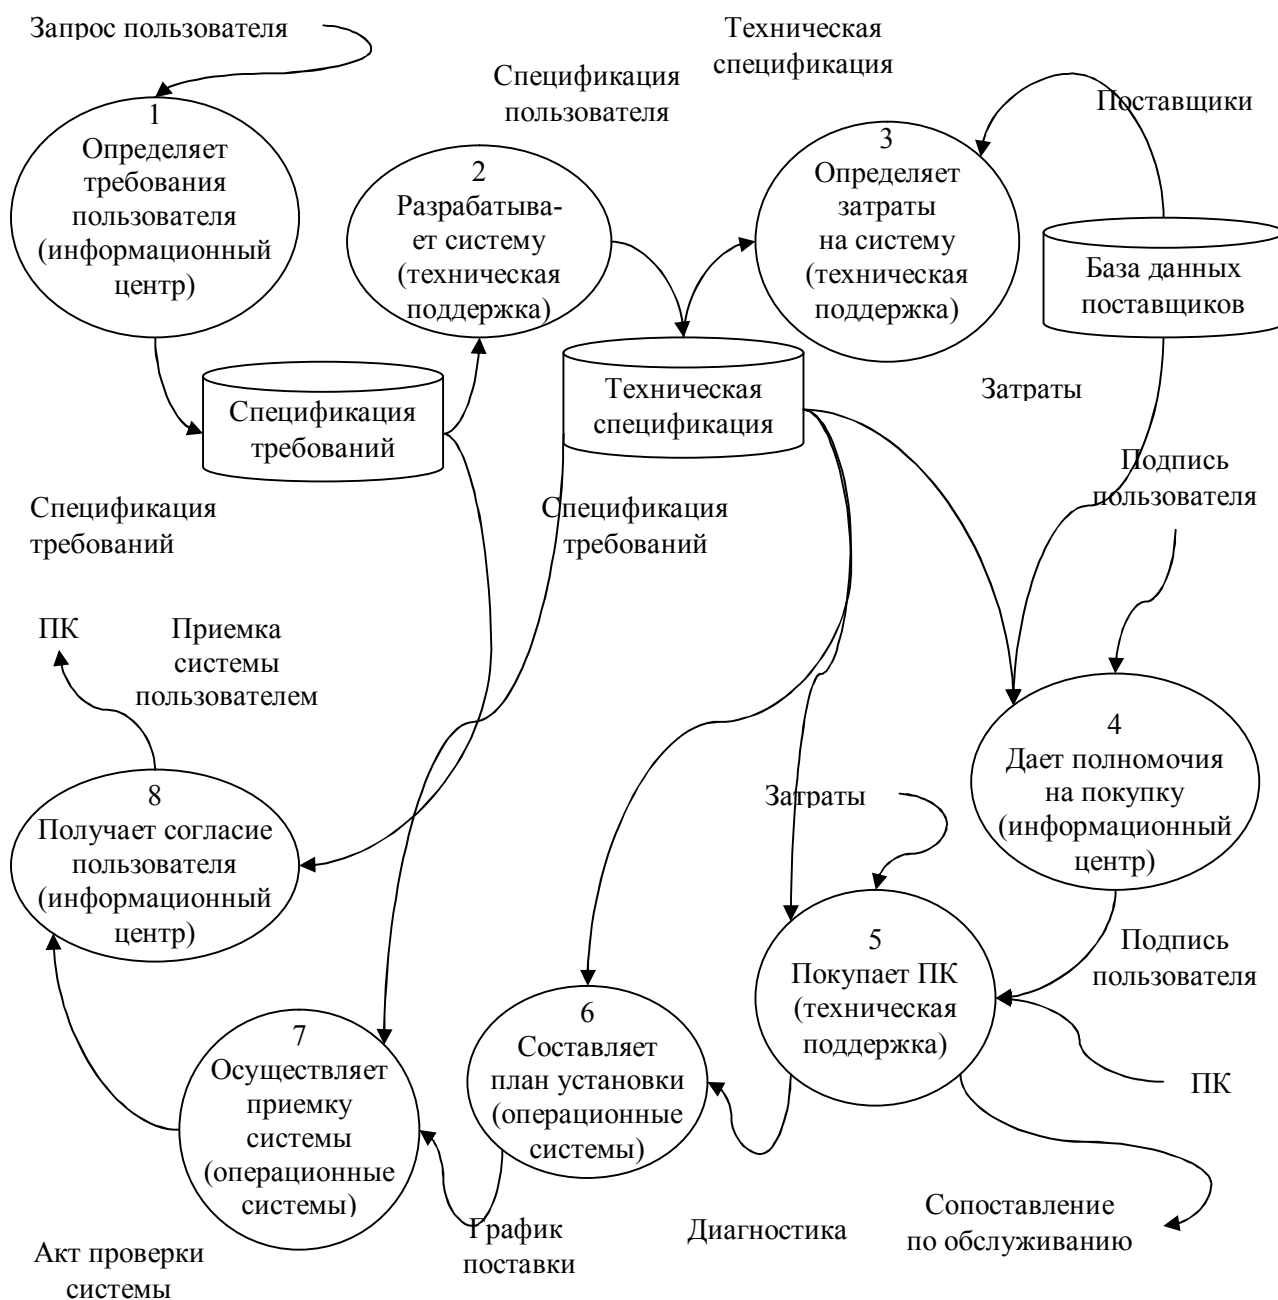 Запрос пользователя
Техническая
спецификация
Спецификация
пользователя
Поставщики
1
Определяет
требования
пользователя
(информационный
центр)
2
Разрабатыва-
ет систему
(техническая
поддержка)
3
Определяет
затраты
на систему
(техническая
поддержка)
База данных
поставщиков
Спецификация
требований
Техническая
спецификация
Затраты
Подпись
пользователя
Спецификация
требований
Спецификация
требований
ПК
Приемка
системы
пользователем
4
Дает полномочия
на покупку
(информационный
центр)
Затраты
8
Получает согласие
пользователя
(информационный
центр)
5
Покупает ПК
(техническая
поддержка)
Подпись
пользователя
6
Составляет
план установки
(операционные
системы)
7
Осуществляет
приемку
системы
(операционные
системы)
ПК
Сопоставление
по обслуживанию
Диагностика
График
поставки
Акт проверки
системы